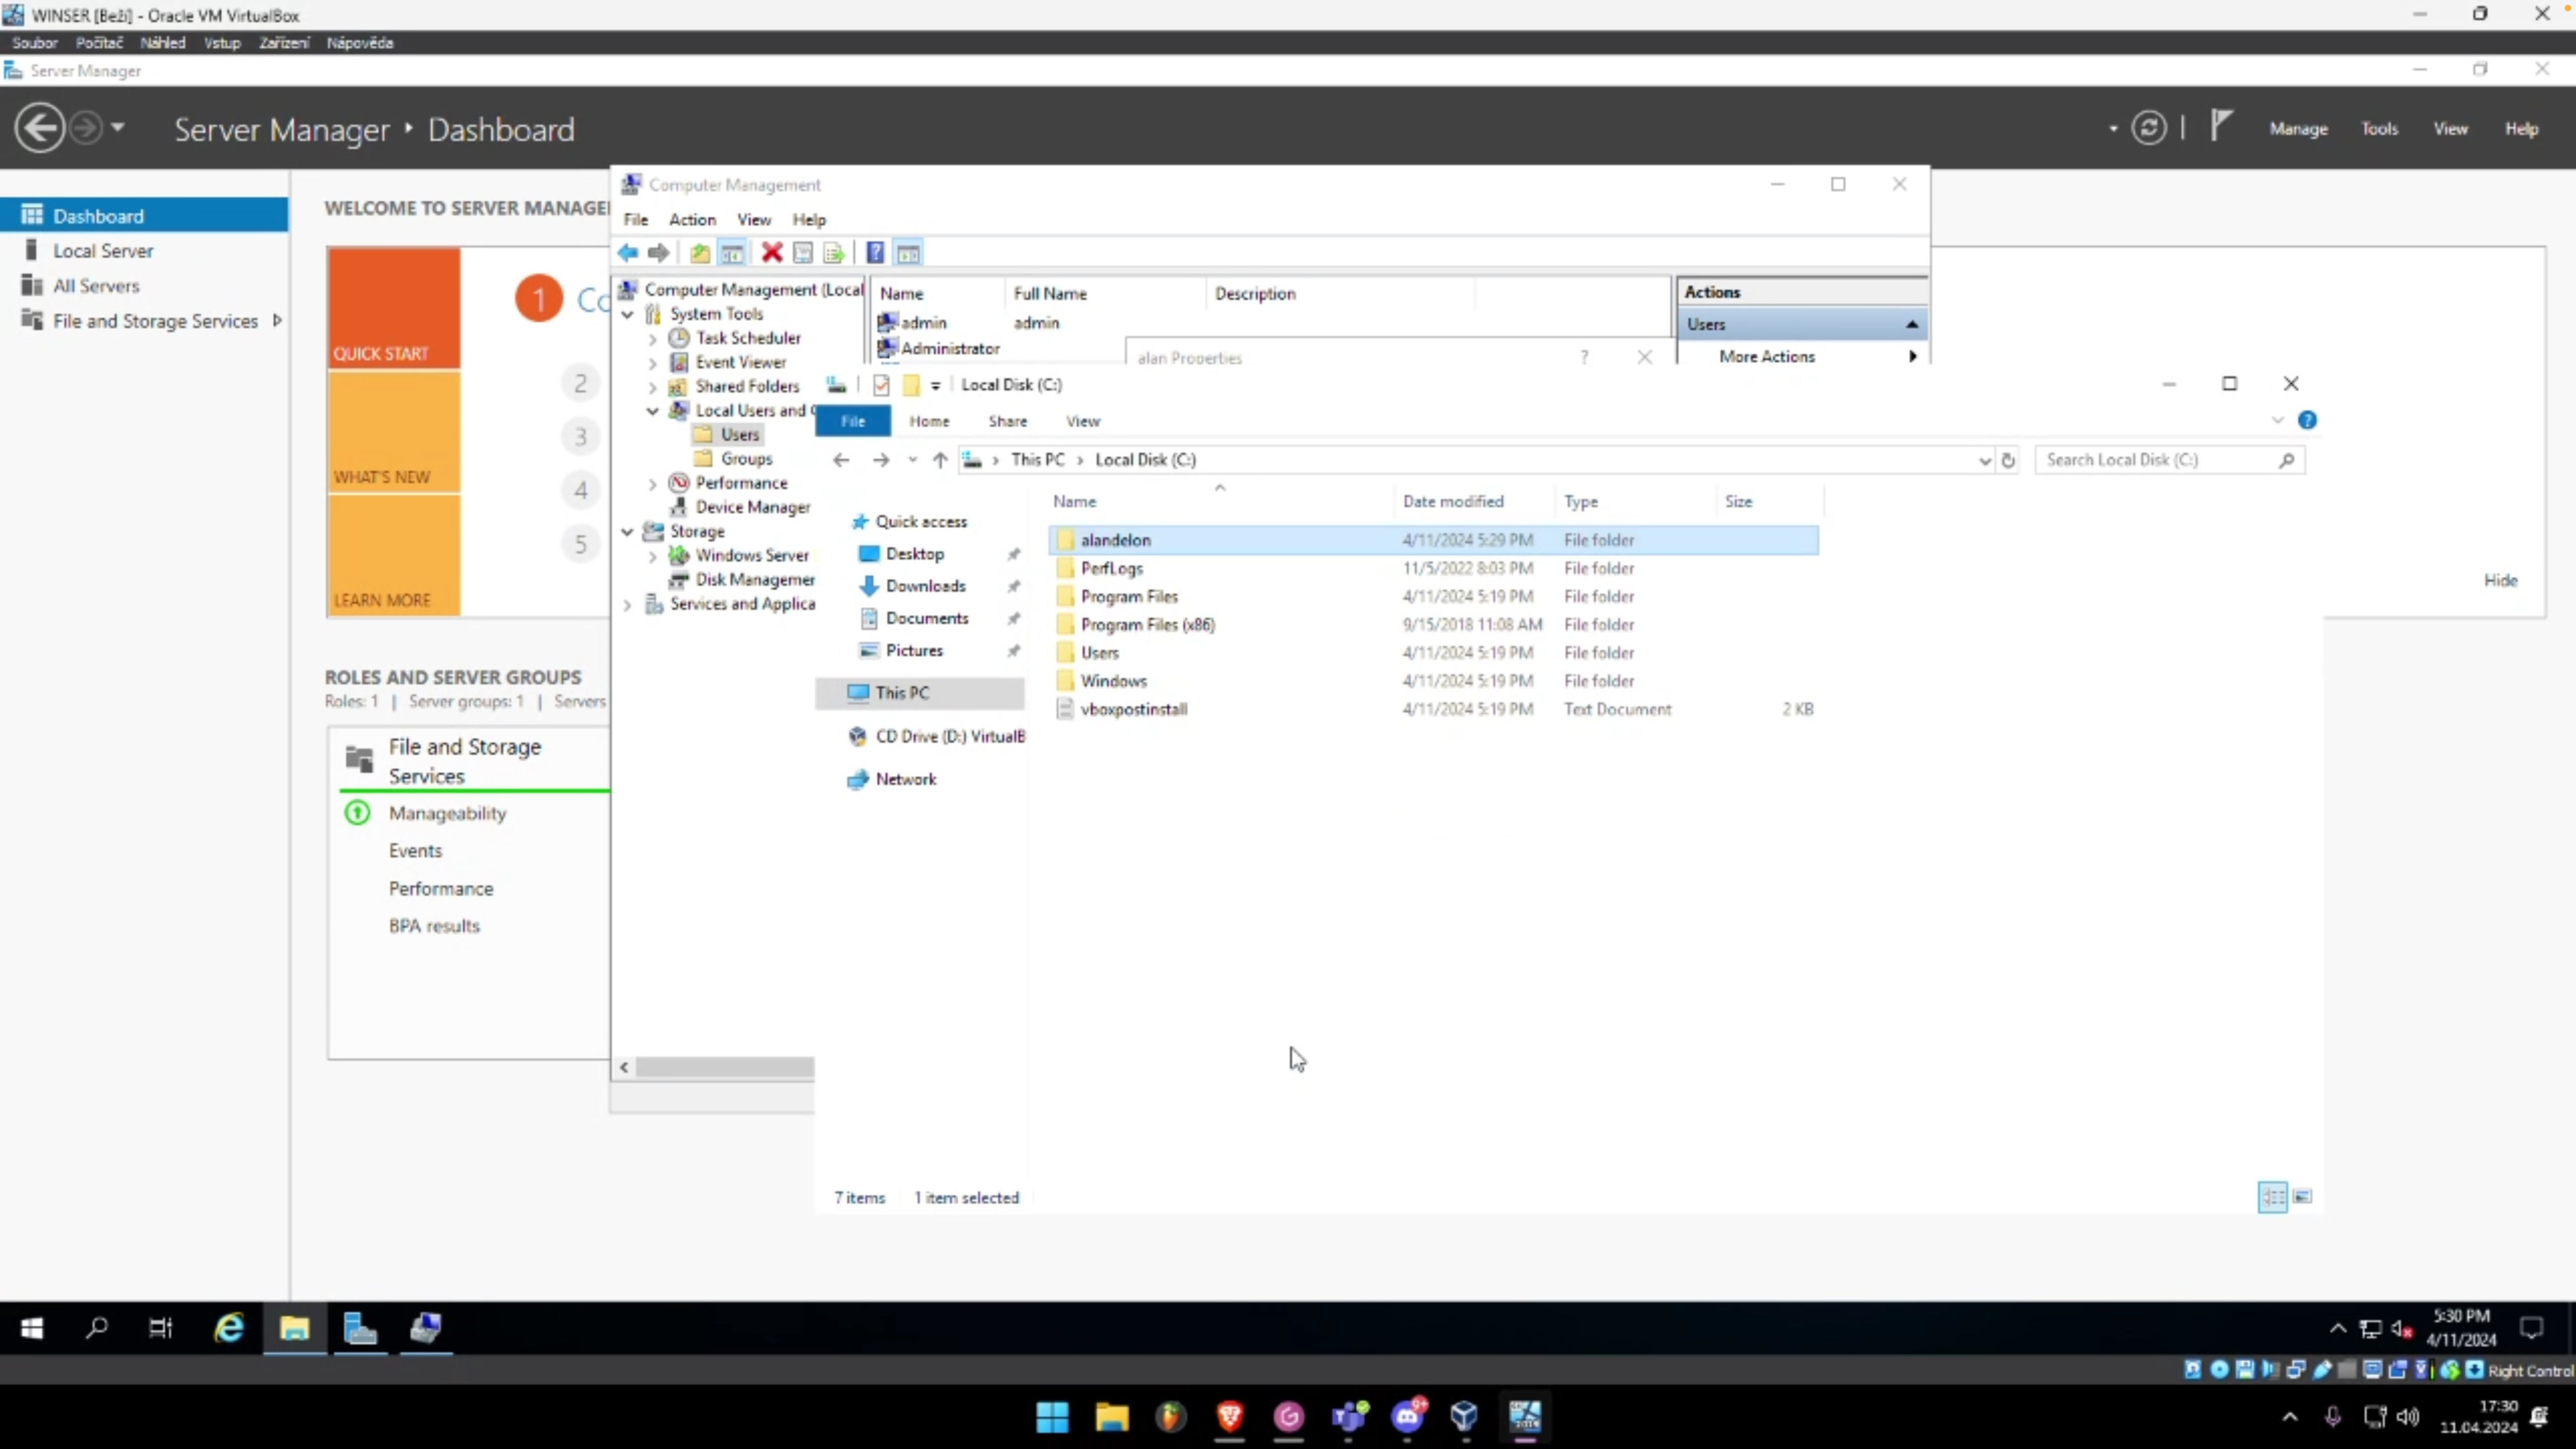 WINSER [Beží] - Oracle VM VirtualBox
Soubor Počítač Náhled Vstup Zařízení Nápověda
Server Manager
Server Manager Dashboard
Manage Tools View Help
Dashboard
Local Server
All Servers
File and Storage Services
WELCOME TO SERVER MANAGE
QUICK START
WHAT'S NEW
LEARN MORE
1 Co
2
3
4
5
Hide
ROLES AND SERVER GROUPS
Roles: 1 | Server groups: 1 | Servers
File and Storage
Services
Manageability
Events
Performance
BPA results
Computer Management
File Action View Help
Computer Management (Local
System Tools
Task Scheduler
Event Viewer
Shared Folders
Local Users and G
Users
Groups
Performance
Device Manager
Storage
Windows Server
Disk Managemer
Services and Applica
Name Full Name Description
admin admin
Administrator
Actions
Users
More Actions
alan Properties
Local Disk (C:)
File Home Share View
This PC › Local Disk (C:)
Search Local Disk (C:)
Quick access
Desktop
Downloads
Documents
Pictures
This PC
CD Drive (D:) VirtualB
Network
Name Date modified Type Size
alandelon 4/11/2024 5:29 PM File folder
PerfLogs 11/5/2022 8:03 PM File folder
Program Files 4/11/2024 5:19 PM File folder
Program Files (x86) 9/15/2018 11:08 AM File folder
Users 4/11/2024 5:19 PM File folder
Windows 4/11/2024 5:19 PM File folder
vboxpostinstall 4/11/2024 5:19 PM Text Document 2 KB
7 items 1 item selected
5:30 PM
4/11/2024
Right Control
9+
17:30
11.04.2024